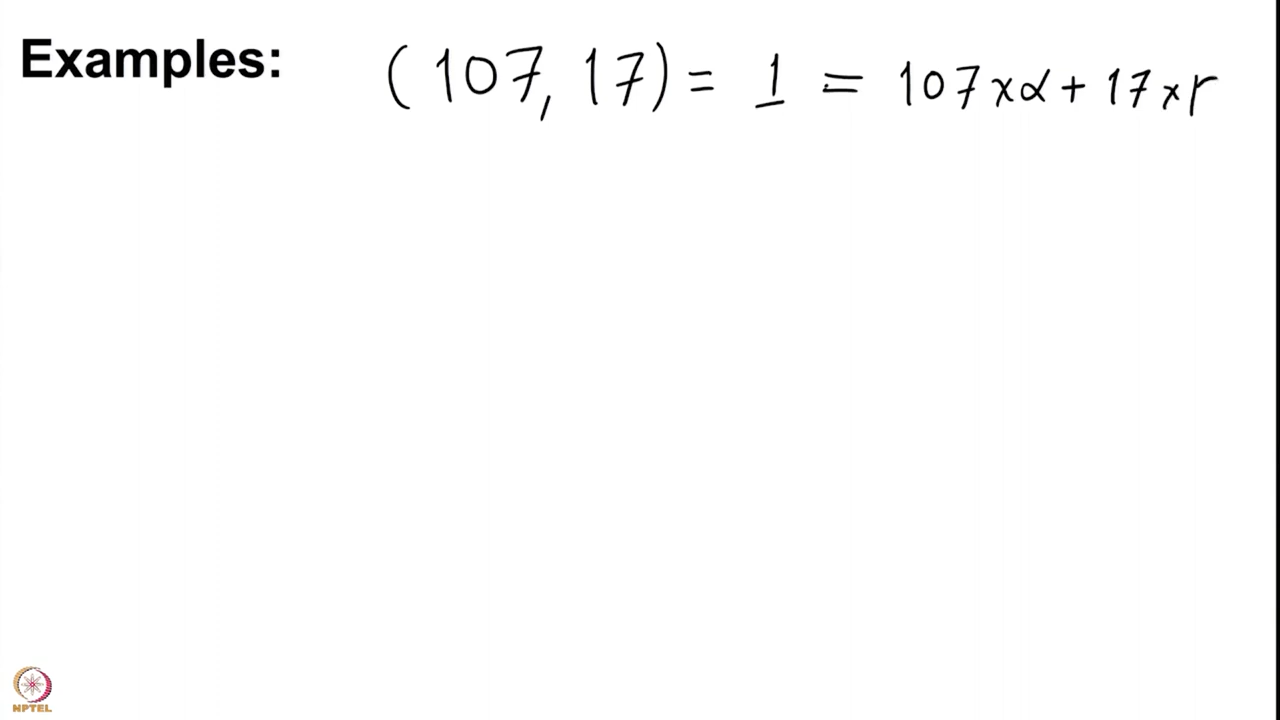 Examples: (107, 17) = 1 = 107 x α + 17 x r
NPTEL